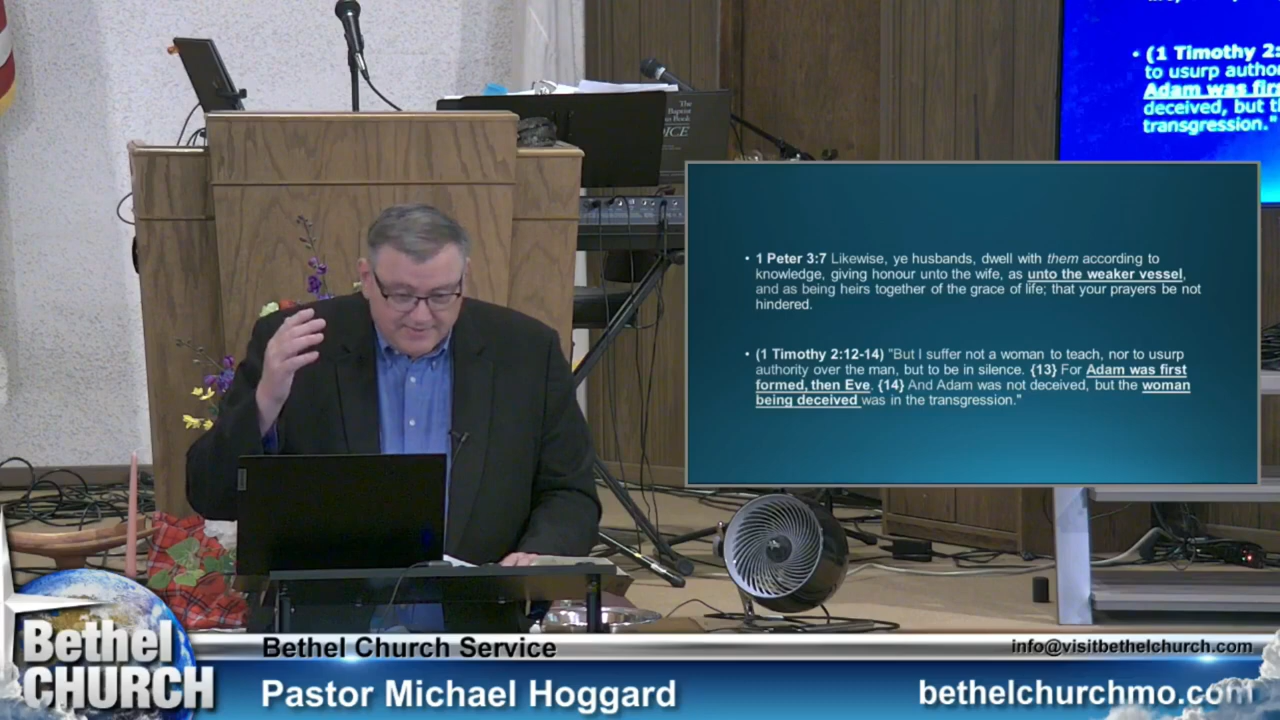 The
Baptist
(1 Timothy 2:
to usurp autho
Adam was fir
deceived, but t
transgression."
• 1 Peter 3:7 Likewise, ye husbands, dwell with them according to
knowledge, giving honour unto the wife, as unto the weaker vessel,
and as being heirs together of the grace of life; that your prayers be not
hindered.
• (1 Timothy 2:12-14) "But I suffer not a woman to teach, nor to usurp
authority over the man, but to be in silence. {13} For Adam was first
formed, then Eve. {14} And Adam was not deceived, but the woman
being deceived was in the transgression."
Bethel
CHURCH
Bethel Church Service
info@visitbethelchurch.com
Pastor Michael Hoggard
bethelchurchmo.com